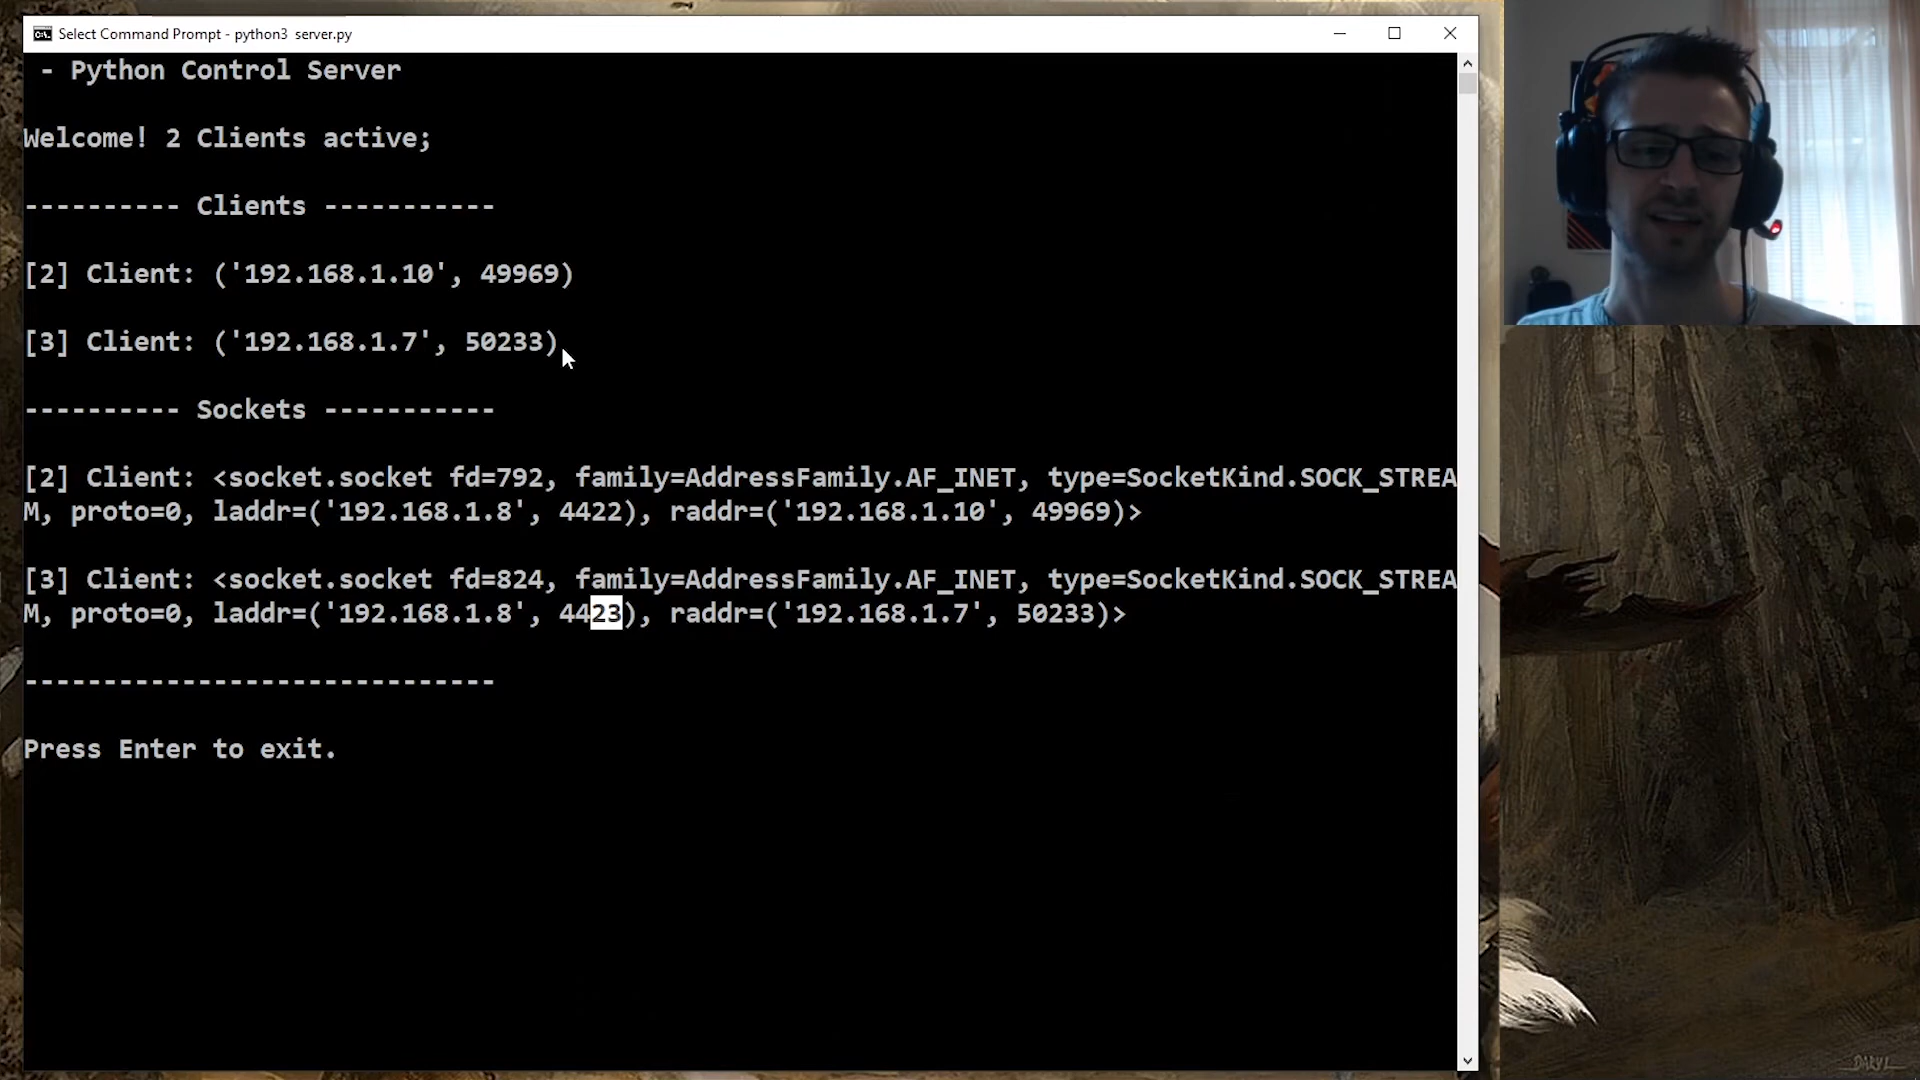 Select Command Prompt - python3 server.py
- Python Control Server
Welcome! 2 Clients active;
---------- Clients -----------
[2] Client: ('192.168.1.10', 49969)
[3] Client: ('192.168.1.7', 50233)
---------- Sockets -----------
[2] Client: <socket.socket fd=792, family=AddressFamily.AF_INET, type=SocketKind.SOCK_STREA
M, proto=0, laddr=('192.168.1.8', 4422), raddr=('192.168.1.10', 49969)>
[3] Client: <socket.socket fd=824, family=AddressFamily.AF_INET, type=SocketKind.SOCK_STREA
M, proto=0, laddr=('192.168.1.8', 4423), raddr=('192.168.1.7', 50233)>
------------------------------
Press Enter to exit.